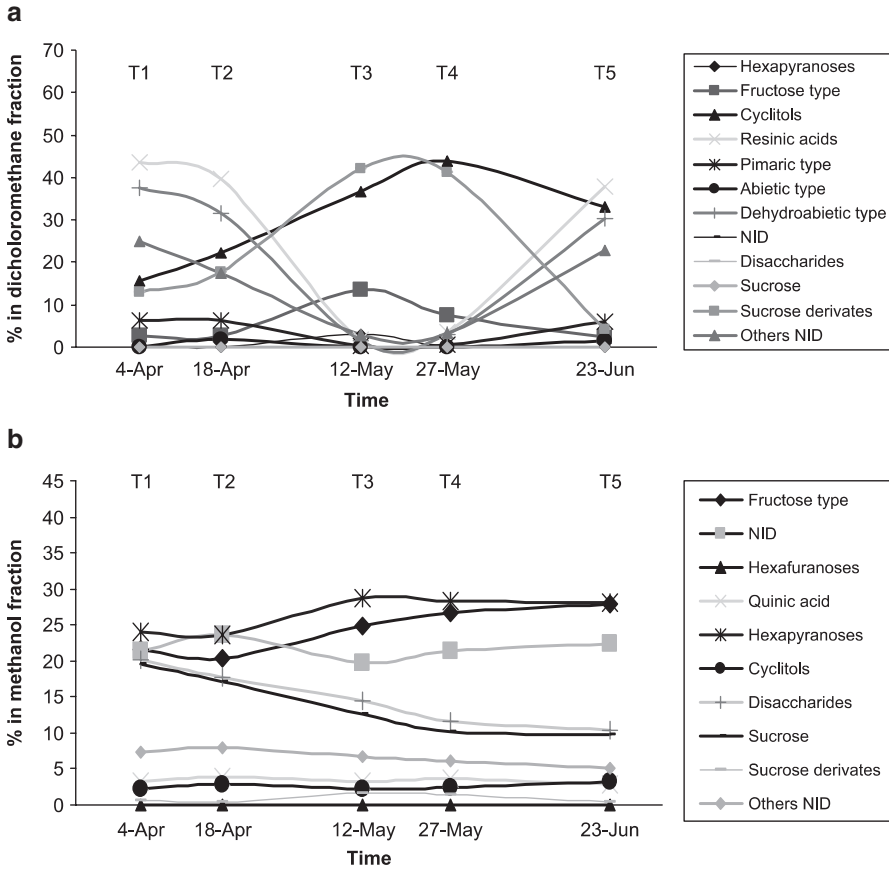 a
% in dicholoromethane fraction
70
60
50
40
30
20
10
0
T1 T2 T3 T4 T5
4-Apr 18-Apr 12-May 27-May 23-Jun
Time
Hexapyranoses
Fructose type
Cyclitols
Resinic acids
Pimaric type
Abietic type
Dehydroabietic type
NID
Disaccharides
Sucrose
Sucrose derivates
Others NID
b
% in methanol fraction
45
40
35
30
25
20
15
10
5
0
T1 T2 T3 T4 T5
4-Apr 18-Apr 12-May 27-May 23-Jun
Time
Fructose type
NID
Hexafuranoses
Quinic acid
Hexapyranoses
Cyclitols
Disaccharides
Sucrose
Sucrose derivates
Others NID